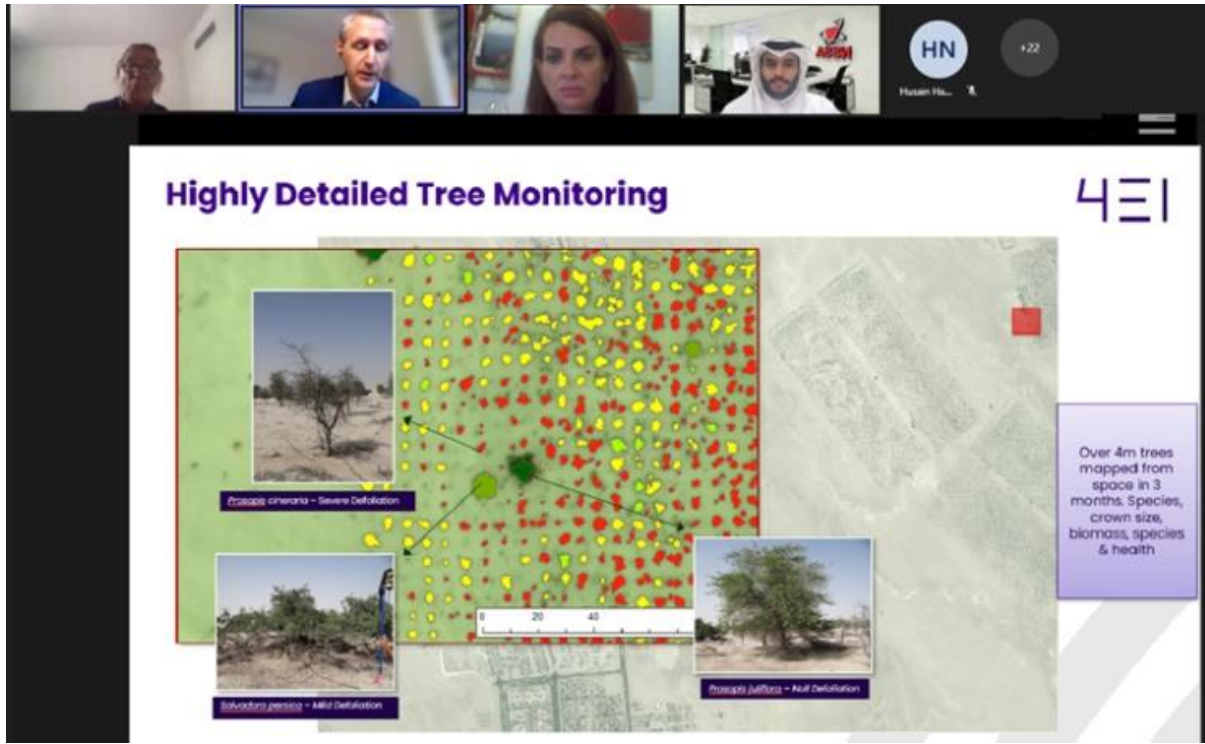 NSSA
HN
+22
Husain Ha...
Highly Detailed Tree Monitoring
4EI
Prosopis cineraria – Severe Defoliation
20
40
0
Over 4m trees
mapped from
space in 3
months. Species,
crown size,
biomass, species
& health
Salvadora persica – Mild Defoliation
Prosopis juliflora – Null Defoliation